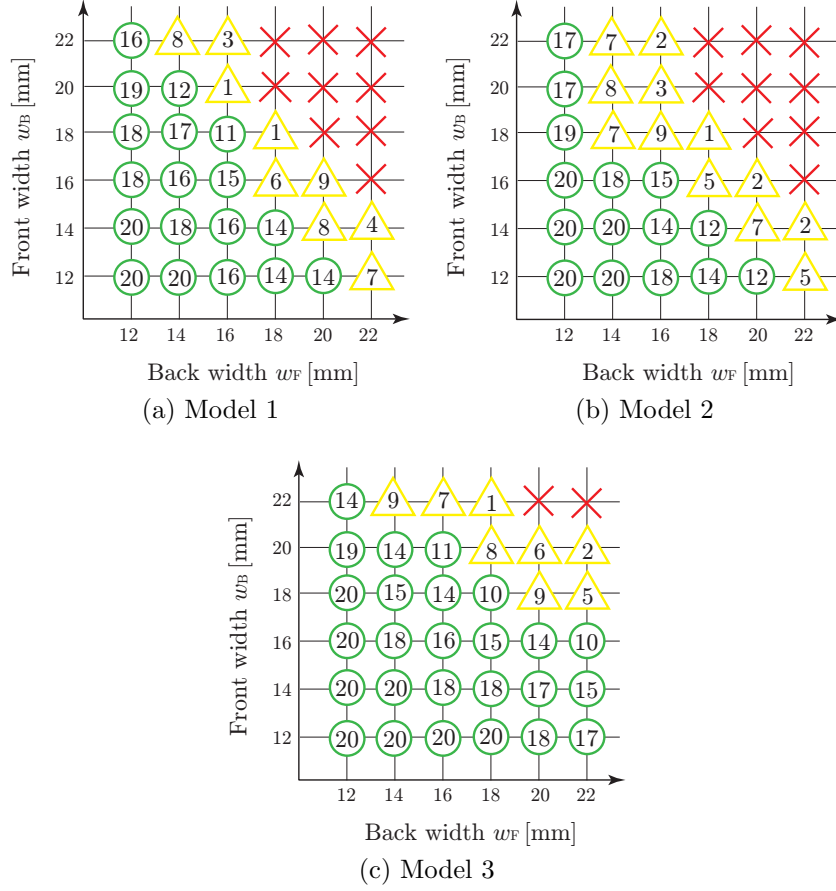 22 16 8 3
20 19 12 1
18 18 17 11 1
16 18 16 15 6 9
14 20 18 16 14 8 4
12 20 20 16 14 14 7
12 14 16 18 20 22
Front width wB [mm]
Back width wF [mm]
(a) Model 1
22 17 7 2
20 17 8 3
18 19 7 9 1
16 20 18 15 5 2
14 20 20 14 12 7 2
12 20 20 18 14 12 5
12 14 16 18 20 22
Front width wB [mm]
Back width wF [mm]
(b) Model 2
22 14 9 7 1
20 19 14 11 8 6 2
18 20 15 14 10 9 5
16 20 18 16 15 14 10
14 20 20 18 18 17 15
12 20 20 20 20 18 17
12 14 16 18 20 22
Front width wB [mm]
Back width wF [mm]
(c) Model 3